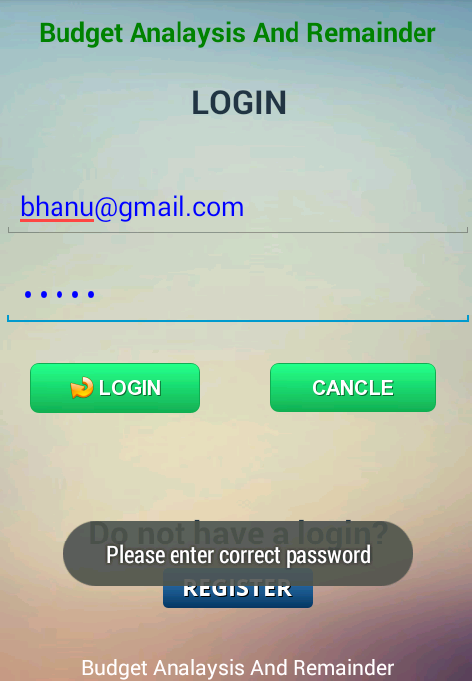 Budget Analaysis And Remainder
LOGIN
bhanu@gmail.com
•••••
LOGIN
CANCLE
Do not have a login?
Please enter correct password
REGISTER
Budget Analaysis And Remainder